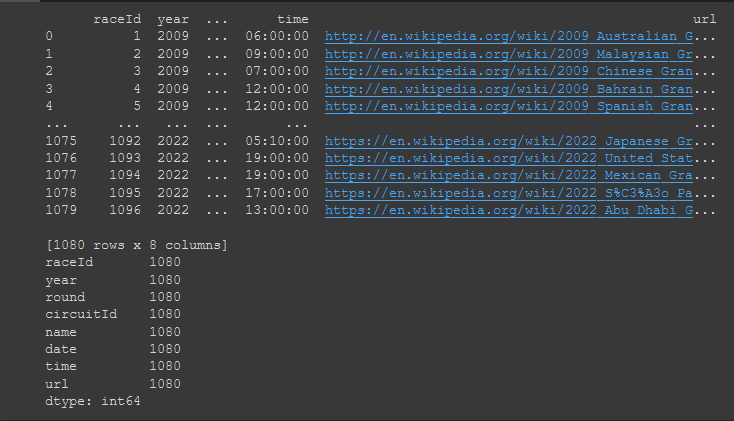 raceId year ... time url
0 1 2009 ... 06:00:00 http://en.wikipedia.org/wiki/2009_Australian_G...
1 2 2009 ... 09:00:00 http://en.wikipedia.org/wiki/2009_Malaysian_Gr...
2 3 2009 ... 07:00:00 http://en.wikipedia.org/wiki/2009_Chinese_Gran...
3 4 2009 ... 12:00:00 http://en.wikipedia.org/wiki/2009_Bahrain_Gran...
4 5 2009 ... 12:00:00 http://en.wikipedia.org/wiki/2009_Spanish_Gran...
... ... ... ... ... ...
1075 1092 2022 ... 05:10:00 https://en.wikipedia.org/wiki/2022_Japanese_Gr...
1076 1093 2022 ... 19:00:00 https://en.wikipedia.org/wiki/2022_United_Stat...
1077 1094 2022 ... 19:00:00 https://en.wikipedia.org/wiki/2022_Mexican_Gra...
1078 1095 2022 ... 17:00:00 https://en.wikipedia.org/wiki/2022_S%C3%A3o_Pa...
1079 1096 2022 ... 13:00:00 https://en.wikipedia.org/wiki/2022_Abu_Dhabi_G...
[1080 rows x 8 columns]
raceId 1080
year 1080
round 1080
circuitId 1080
name 1080
date 1080
time 1080
url 1080
dtype: int64